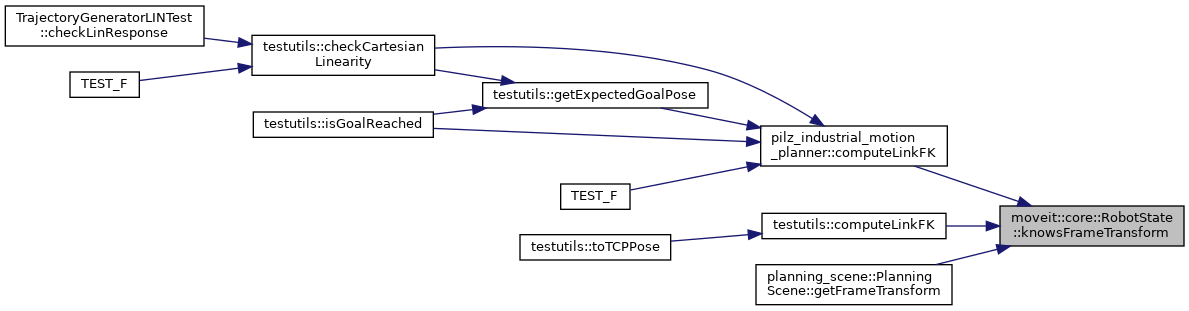 TrajectoryGeneratorLINTest
::checkLinResponse
testutils::checkCartesian
Linearity
TEST_F
testutils::getExpectedGoalPose
testutils::isGoalReached
pilz_industrial_motion
_planner::computeLinkFK
TEST_F
moveit::core::RobotState
::knowsFrameTransform
testutils::computeLinkFK
testutils::toTCPPose
planning_scene::Planning
Scene::getFrameTransform